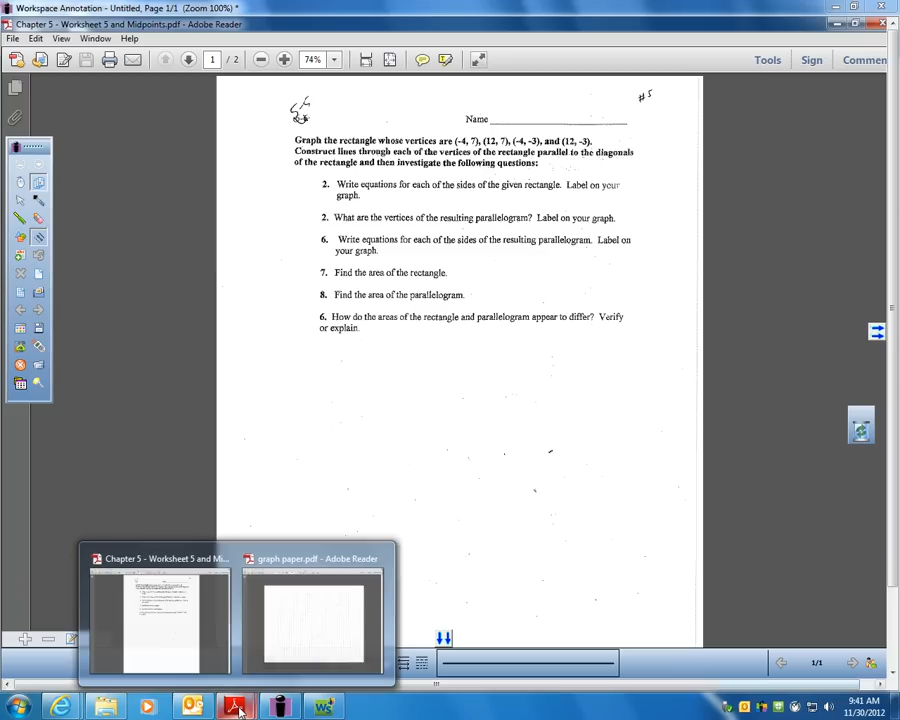 Workspace Annotation - Untitled, Page 1/1 (Zoom 100%) *
Chapter 5 - Worksheet 5 and Midpoints.pdf - Adobe Reader
File Edit View Window Help
1 / 2 74% Tools Sign Commen
#5
Name
Graph the rectangle whose vertices are (-4, 7), (12, 7), (-4, -3), and (12, -3).
Construct lines through each of the vertices of the rectangle parallel to the diagonals
of the rectangle and then investigate the following questions:
2. Write equations for each of the sides of the given rectangle. Label on your
graph.
2. What are the vertices of the resulting parallelogram? Label on your graph.
6. Write equations for each of the sides of the resulting parallelogram. Label on
your graph.
7. Find the area of the rectangle.
8. Find the area of the parallelogram.
6. How do the areas of the rectangle and parallelogram appear to differ? Verify
or explain.
Chapter 5 - Worksheet 5 and Mi... graph paper.pdf - Adobe Reader
1/1
9:41 AM
11/30/2012